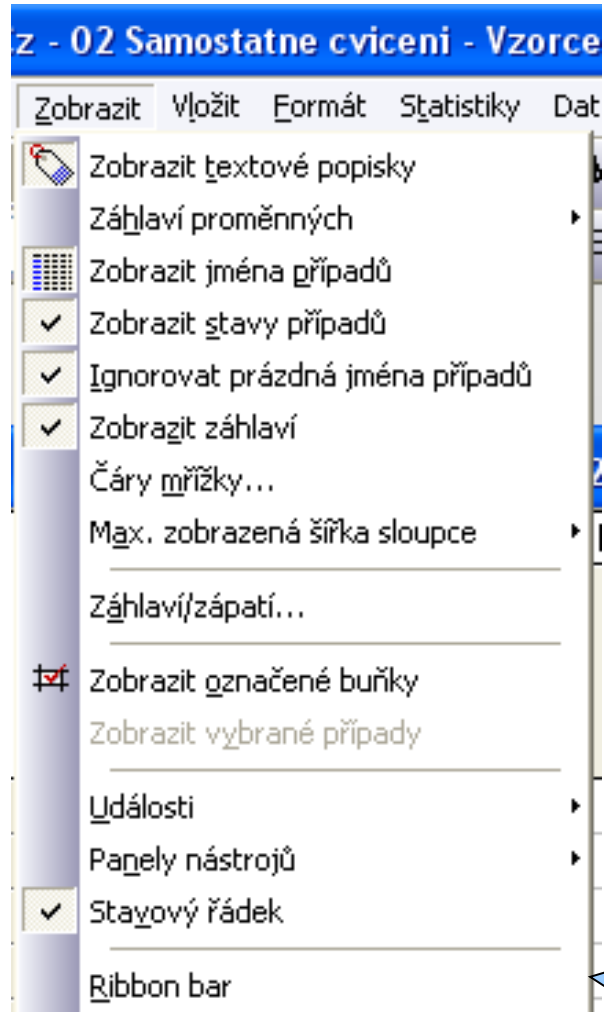 z - 02 Samostatne cviceni - Vzorce
Zobrazit Vložit Formát Statistiky Dat
Zobrazit textové popisky
Záhlaví proměnných
Zobrazit jména případů
Zobrazit stavy případů
Ignorovat prázdná jména případů
Zobrazit záhlaví
Čáry mřížky...
Max. zobrazená šířka sloupce
Záhlaví/zápatí...
Zobrazit označené buňky
Zobrazit vybrané případy
Události
Panely nástrojů
Stavový řádek
Ribbon bar